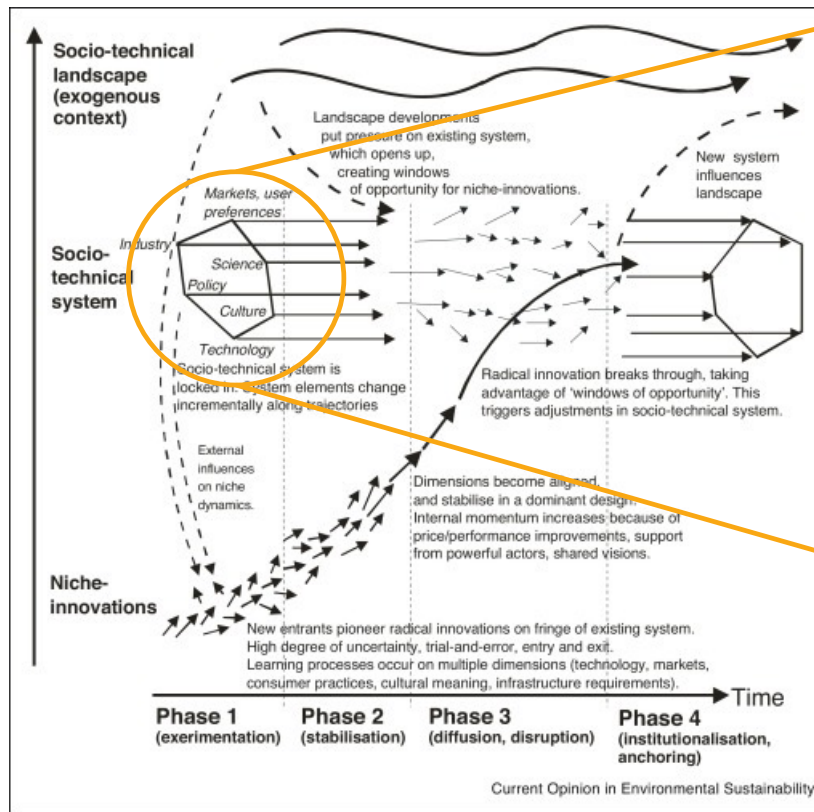 Socio-technical
landscape
(exogenous
context)
Landscape developments
put pressure on existing system,
which opens up,
creating windows
of opportunity for niche-innovations.
New system
influences
landscape
Markets, user
preferences
Industry
Science
Policy
Culture
Technology
Socio-
technical
system
Socio-technical system is
locked in. System elements change
incrementally along trajectories
Radical innovation breaks through, taking
advantage of 'windows of opportunity'. This
triggers adjustments in socio-technical system.
External
influences
on niche
dynamics.
Dimensions become aligned,
and stabilise in a dominant design.
Internal momentum increases because of
price/performance improvements, support
from powerful actors, shared visions.
Niche-
innovations
New entrants pioneer radical innovations on fringe of existing system.
High degree of uncertainty, trial-and-error, entry and exit.
Learning processes occur on multiple dimensions (technology, markets,
consumer practices, cultural meaning, infrastructure requirements).
Time
Phase 1
(exerimentation)
Phase 2
(stabilisation)
Phase 3
(diffusion, disruption)
Phase 4
(institutionalisation,
anchoring)
Current Opinion in Environmental Sustainability